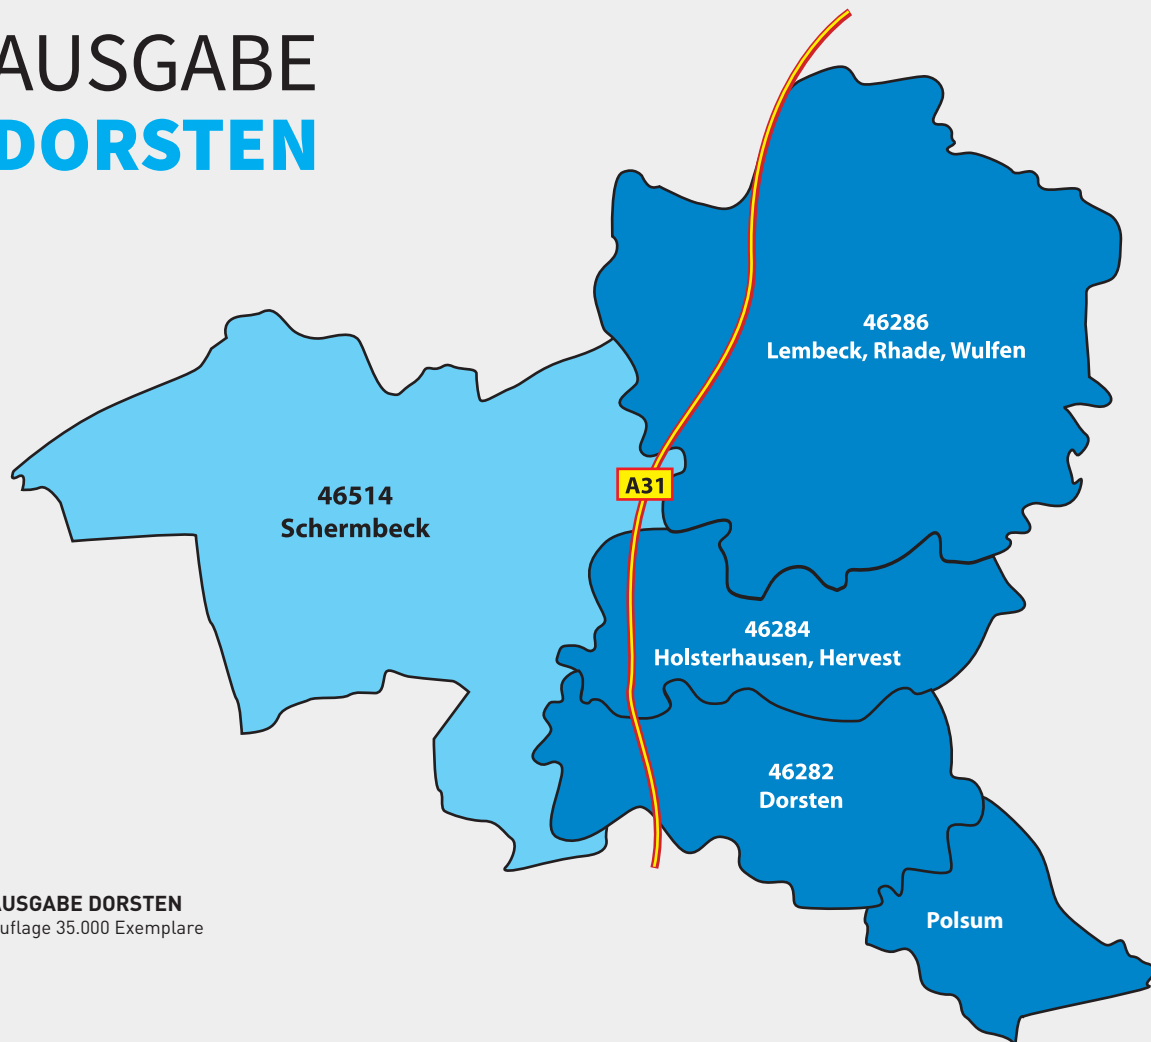 AUSGABE
DORSTEN
46286
Lembeck, Rhade, Wulfen
46514
Schermbeck
A31
46284
Holsterhausen, Hervest
46282
Dorsten
Polsum
AUSGABE DORSTEN
uflage 35.000 Exemplare